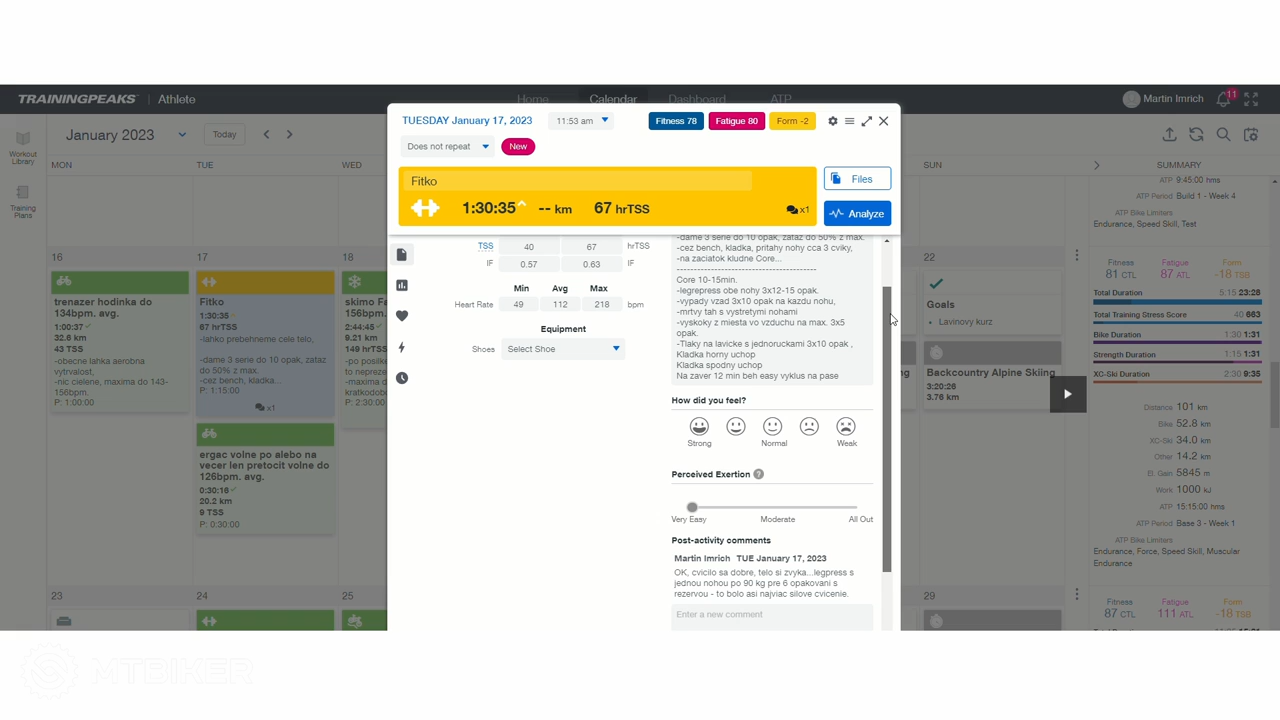 TRAININGPEAKS | Athlete
Home
Calendar
Dashboard
ATP
Martin Imrich
11
January 2023
Today
Workout
Library
Training
Plans
MON
TUE
WED
SUN
SUMMARY
TUESDAY January 17, 2023
11:53 am
Fitness 78
Fatigue 80
Form -2
Does not repeat
New
Fitko
1:30:35
-- km
67 hrTSS
x1
Files
Analyze
TSS
40
67
hrTSS
IF
0.57
0.63
IF
Min
Avg
Max
Heart Rate
49
112
218
bpm
Equipment
Shoes
Select Shoe
-dame 3 serie do 10 opak, zataz do 50% z max.
-cez bench, kladka, pritahy nohy cca 3 cviky,
-na zaciatok kludne Core...
----------------------------------------------
Core 10-15min.
-legrepress obe nohy 3x12-15 opak.
-vypady vzad 3x10 opak na kazdu nohu,
-mrtvy tah s vystretymi nohami
-vyskoky z miesta vo vzduchu na max. 3x5
opak.
-Tlaky na lavicke s jednoruckami 3x10 opak ,
Kladka horny uchop
Kladka spodny uchop
Na zaver 12 min beh easy vyklus na pase
How did you feel?
Strong
Normal
Weak
Perceived Exertion
?
Very Easy
Moderate
All Out
Post-activity comments
Martin Imrich TUE January 17, 2023
OK, cvicilo sa dobre, telo si zvyka...legpress s
jednou nohou po 90 kg pre 6 opakovani s
rezervou - to bolo asi najviac silove cvicenie.
Enter a new comment
16
trenazer hodinka do
134bpm. avg.
1:00:37
32.6 km
43 TSS
-obecne lahka aerobna
vytrvalost,
-nic cielene, maxima do 143-
156bpm.
P: 1:00:00
17
Fitko
1:30:35
67 hrTSS
-lahko prebehneme cele telo,
-dame 3 serie do 10 opak, zataz
do 50% z max.
-cez bench, kladka...
P: 1:15:00
x1
ergac volne po alebo na
vecer len pretocit volne do
126bpm. avg.
0:30:16
20.2 km
9 TSS
P: 0:30:00
18
skimo Fa
156bpm.
2:44:45
9.21 km
149 hrTSS
-po posilke
to nepreze
-maxima d
kratkodobo
P: 2:30:00
22
Goals
• Lavinovy kurz
Backcountry Alpine Skiing
3:20:26
3.76 km
ATP 9:45:00 hms
ATP Period Build 1 - Week 4
ATP Bike Limiters
Endurance, Speed Skill, Test
Fitness
Fatigue
Form
81 CTL
87 ATL
-18 TSB
Total Duration 5:15 23:28
Total Training Stress Score 40 663
Bike Duration 1:30 1:31
Strength Duration 1:15 1:31
XC-Ski Duration 2:30 9:35
Distance 101 km
Bike 52.8 km
XC-Ski 34.0 km
Other 14.2 km
El. Gain 5845 m
Work 1000 kJ
ATP 15:15:00 hms
ATP Period Base 3 - Week 1
ATP Bike Limiters
Endurance, Force, Speed Skill, Muscular
Endurance
23
24
25
29
Fitness
Fatigue
Form
87 CTL
111 ATL
-18 TSB
MTBIKER